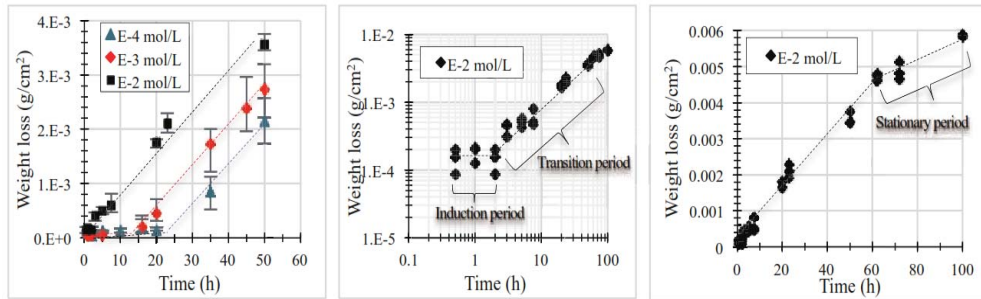 4.E-3
3.E-3
2.E-3
1.E-3
0.E+0
Weight loss (g/cm²)
E-4 mol/L
E-3 mol/L
E-2 mol/L
0 10 20 30 40 50 60
Time (h)
1.E-2
1.E-3
1.E-4
1.E-5
Weight loss (g/cm²)
E-2 mol/L
Transition period
Induction period
0.1 1 10 100
Time (h)
0.006
0.005
0.004
0.003
0.002
0.001
0
Weight loss (g/cm²)
E-2 mol/L
Stationary period
0 20 40 60 80 100
Time (h)